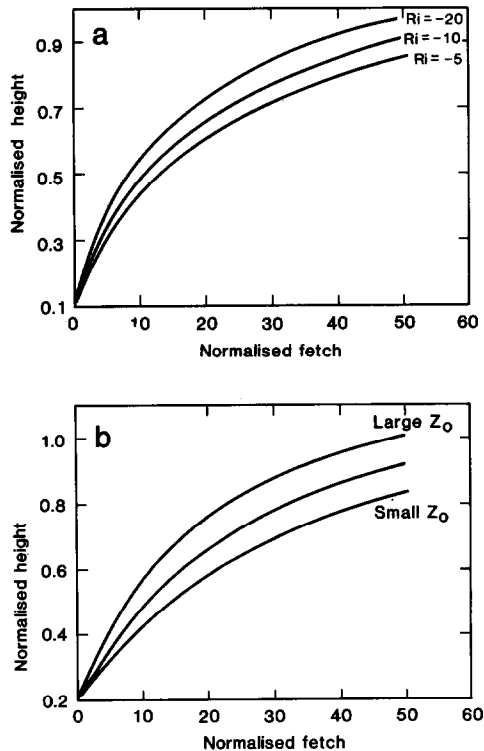 a
Normalised height
0.9
0.7
0.5
0.3
0.1
Ri = -20
Ri = -10
Ri = -5
0 10 20 30 40 50 60
Normalised fetch
b
Normalised height
1.0
0.8
0.6
0.4
0.2
Large Zo
Small Zo
0 10 20 30 40 50 60
Normalised fetch